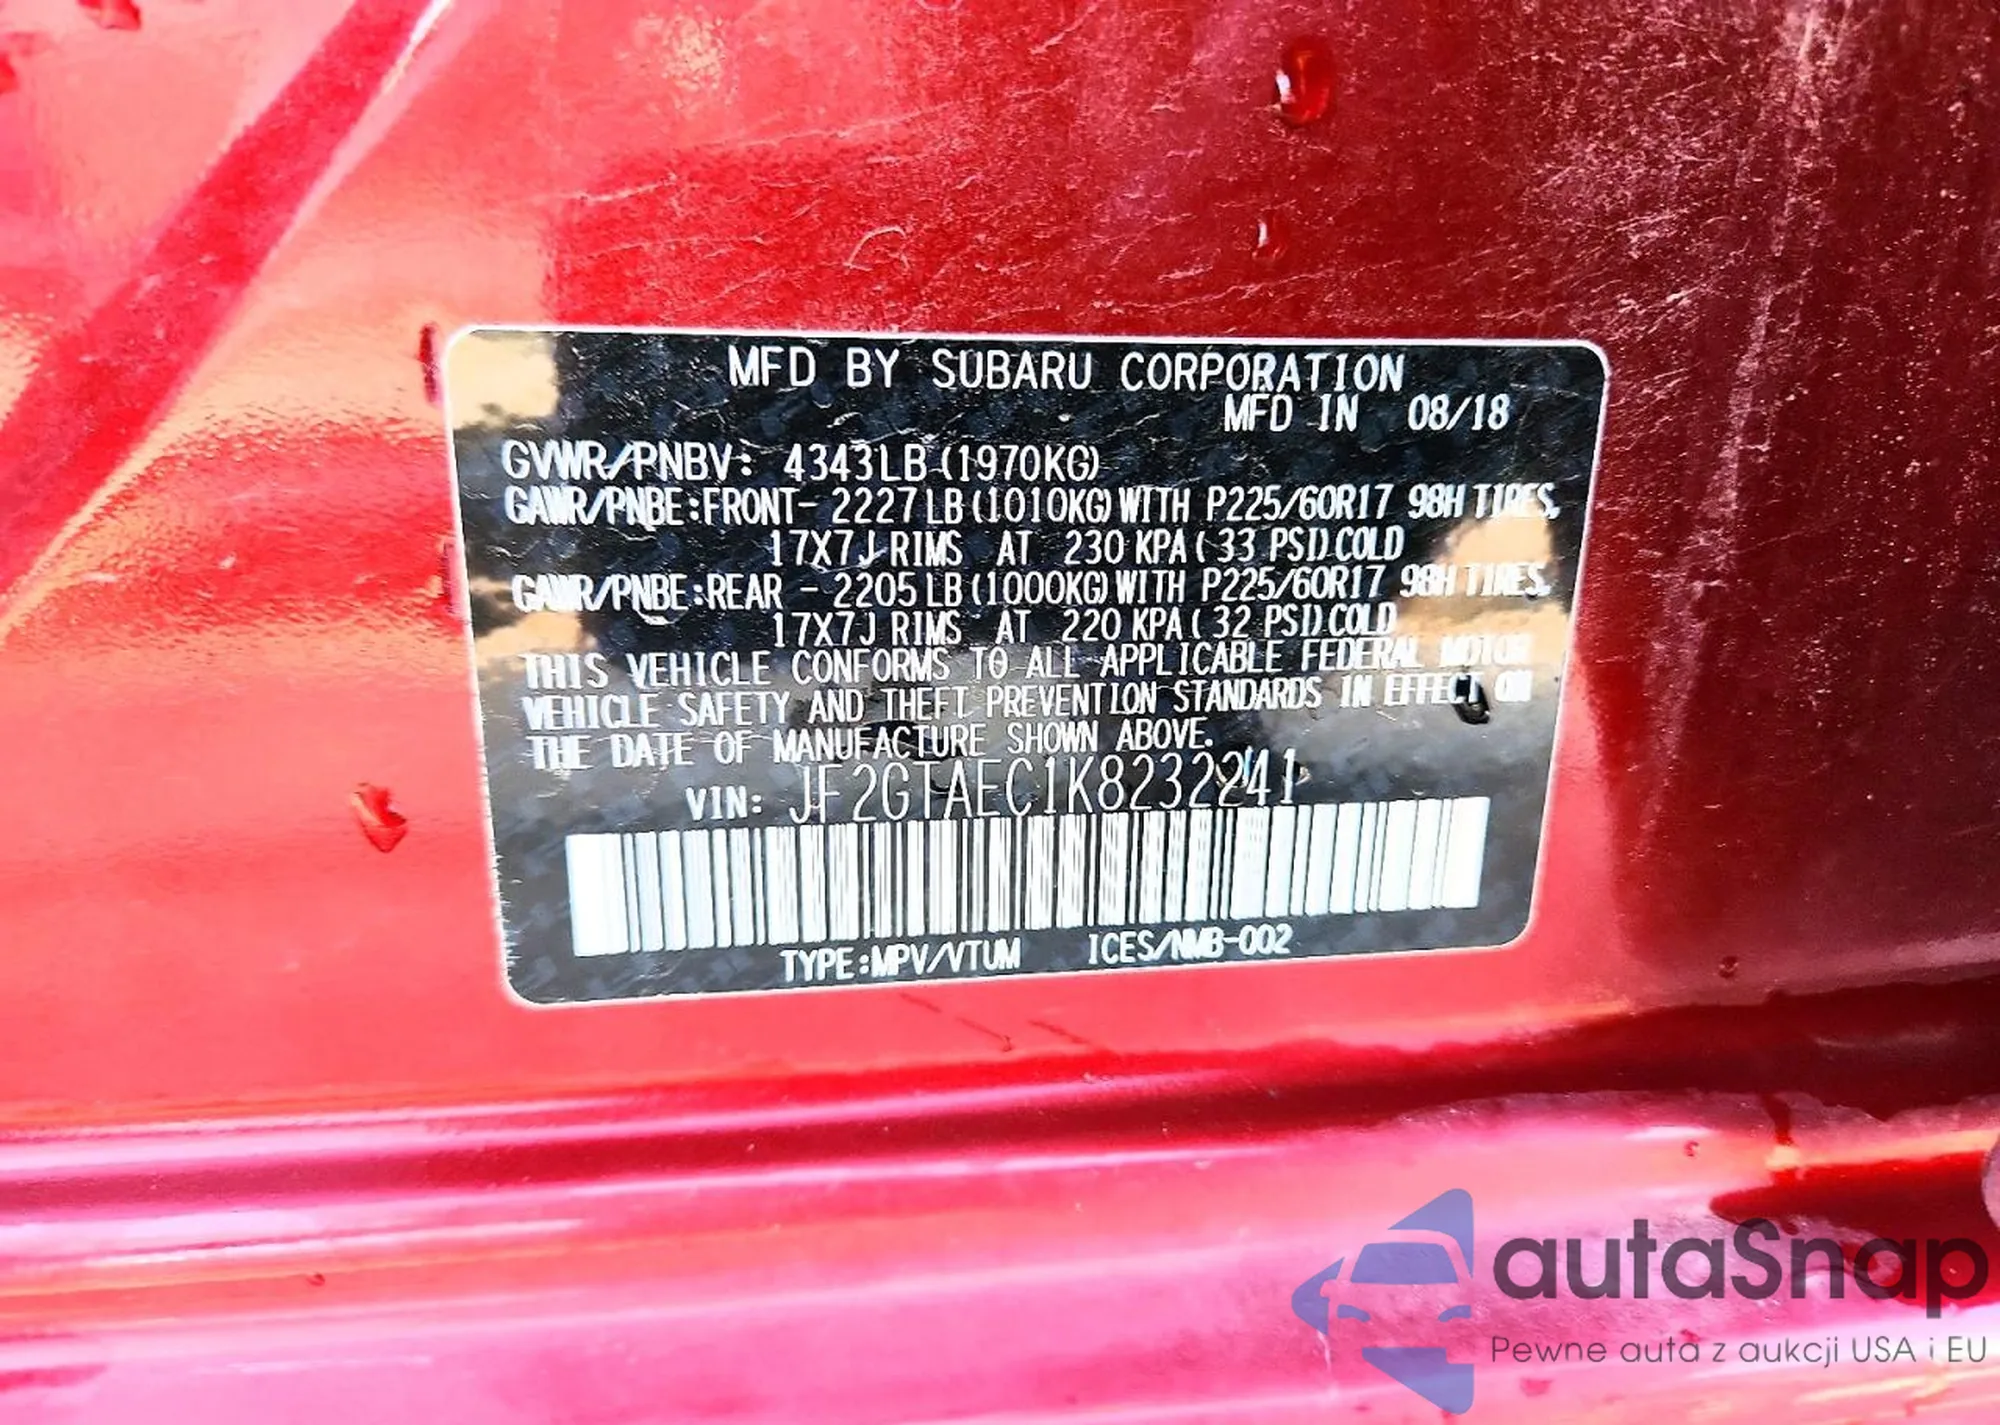 MFD BY SUBARU CORPORATION
MFD IN 08/18
GVWR/PNBV: 4343LB (1970KG)
GAWR/PNBE:FRONT- 2227LB(1010KG)WITH P225/60R17 98H TIRES,
17X7J RIMS AT 230 KPA(33 PSI)COLD
GAWR/PNBE:REAR - 2205LB(1000KG)WITH P225/60R17 98H TIRES,
17X7J RIMS AT 220 KPA(32 PSI)COLD
THIS VEHICLE CONFORMS TO ALL APPLICABLE FEDERAL MOTOR
VEHICLE SAFETY AND THEFT PREVENTION STANDARDS IN EFFECT ON
THE DATE OF MANUFACTURE SHOWN ABOVE.
VIN: JF2GTAEC1K8232241
TYPE:MPV/VTUM ICES/NMB-002
autaSnap
Pewne auta z aukcji USA i EU